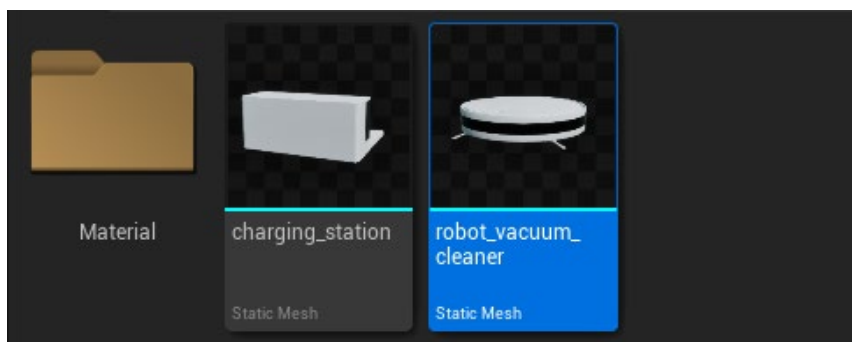 Material
charging_station
Static Mesh
robot_vacuum_
cleaner
Static Mesh